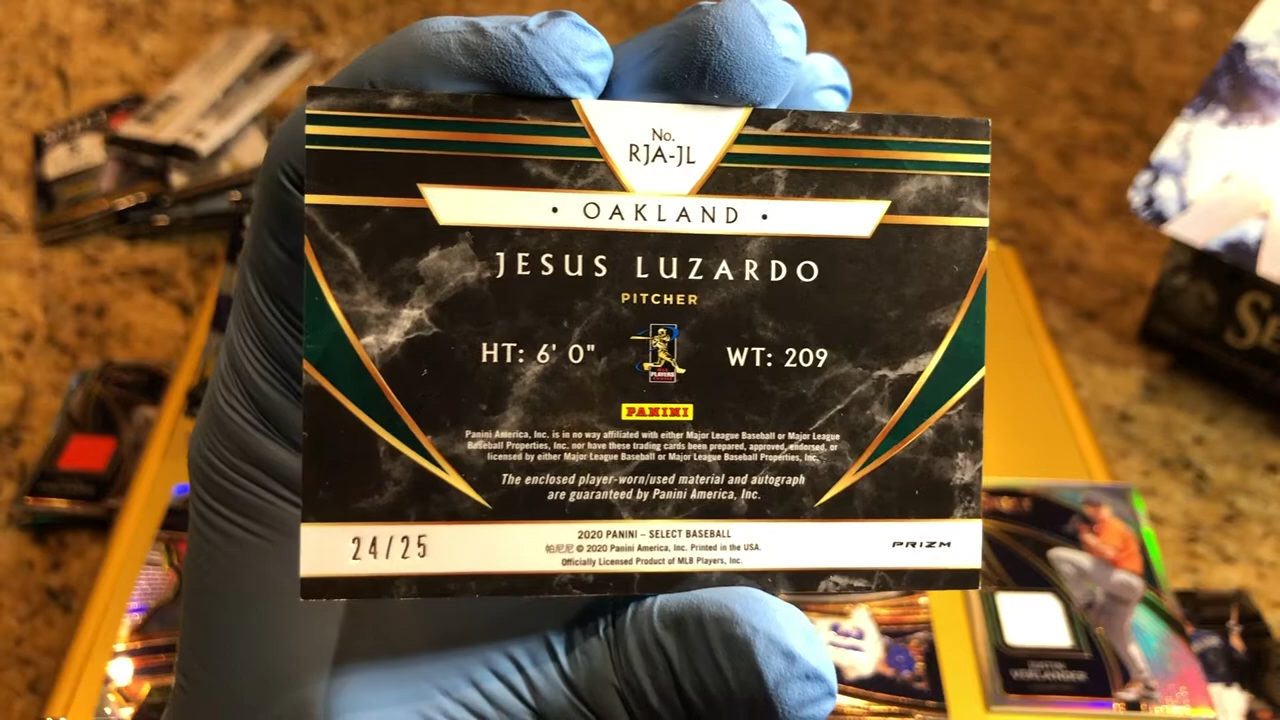 No.
RJA-JL
• OAKLAND •
JESUS LUZARDO
PITCHER
HT: 6' 0"
WT: 209
PLAYERS
PANINI
Panini America, Inc. is in no way affiliated with either Major League Baseball or Major League
Baseball Properties, Inc. nor have these trading cards been prepared, approved, endorsed, or
licensed by either Major League Baseball or Major League Baseball Properties, Inc.
The enclosed player-worn/used material and autograph
are guaranteed by Panini America, Inc.
24/25
2020 PANINI – SELECT BASEBALL
帕尼尼 © 2020 Panini America, Inc. Printed in the USA.
Officially Licensed Product of MLB Players, Inc.
PRIZM
Se
31
VERLANDER